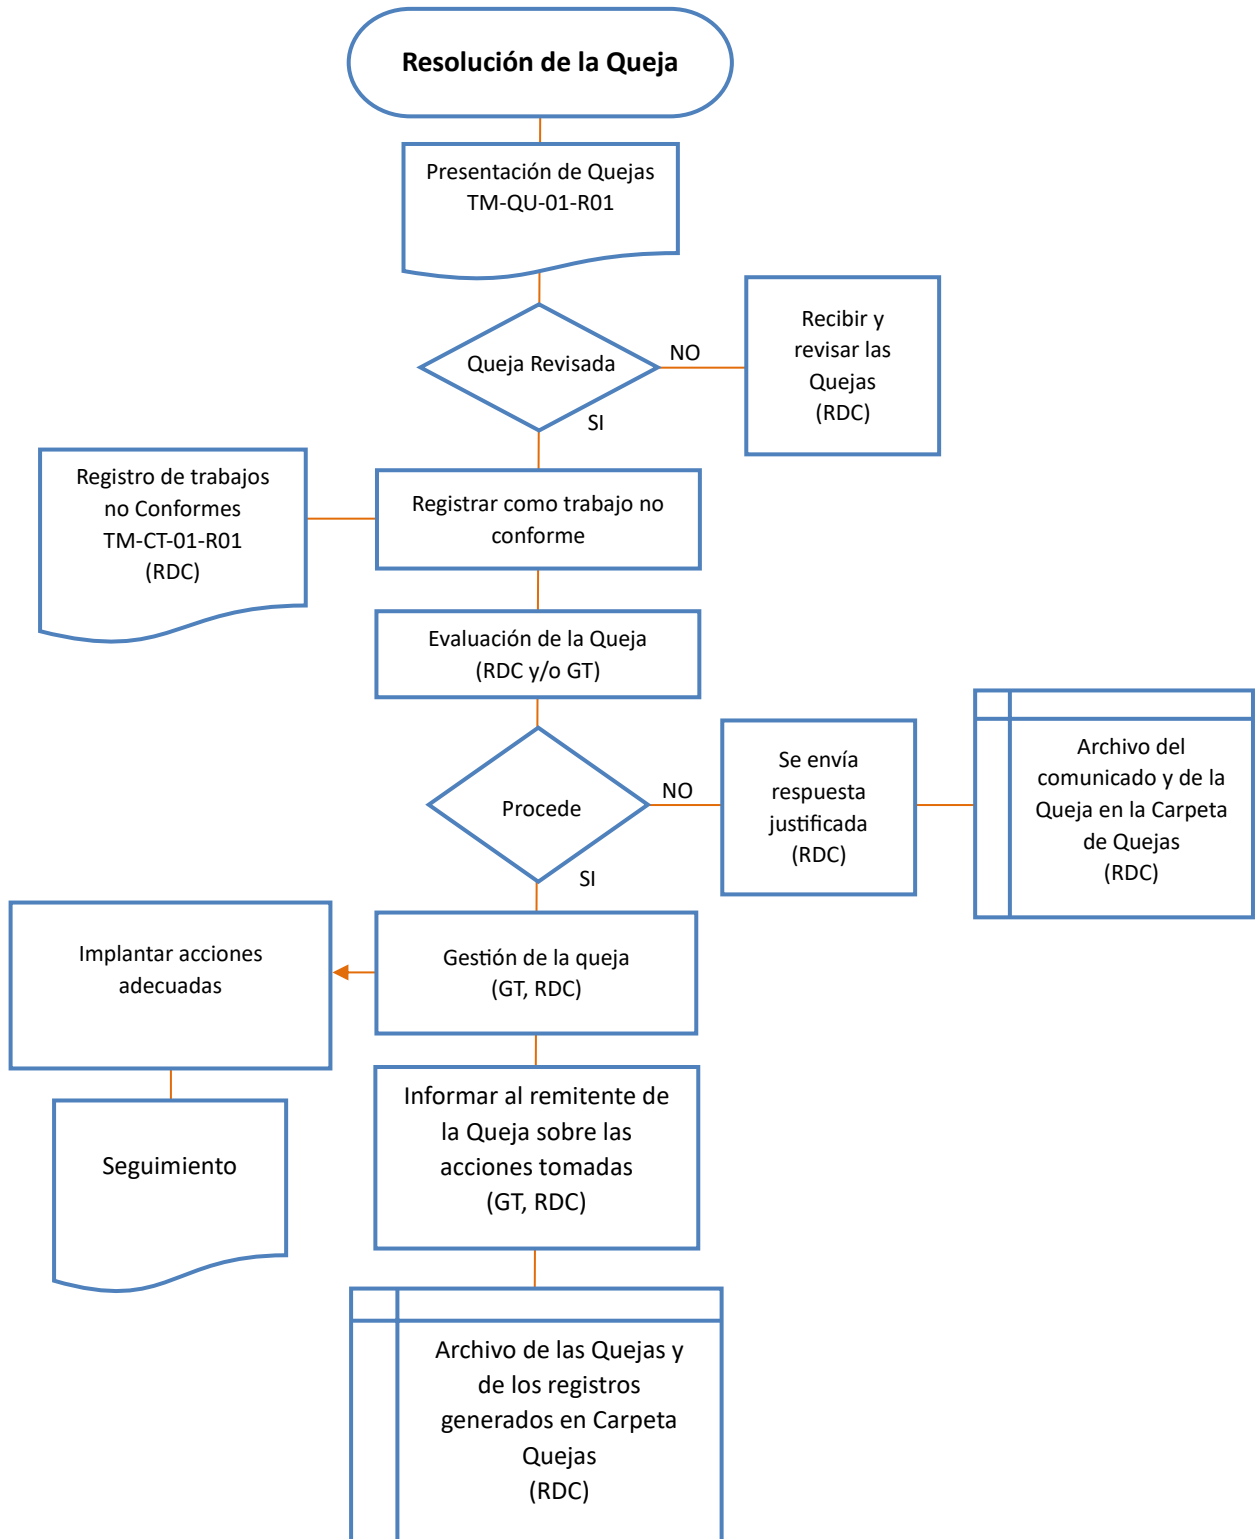 Resolución de la Queja
Presentación de Quejas
TM-QU-01-R01
Queja Revisada
NO
Recibir y
revisar las
Quejas
(RDC)
SI
Registro de trabajos
no Conformes
TM-CT-01-R01
(RDC)
Registrar como trabajo no
conforme
Evaluación de la Queja
(RDC y/o GT)
Procede
NO
Se envía
respuesta
justificada
(RDC)
Archivo del
comunicado y de la
Queja en la Carpeta
de Quejas
(RDC)
SI
Gestión de la queja
(GT, RDC)
Implantar acciones
adecuadas
Seguimiento
Informar al remitente de
la Queja sobre las
acciones tomadas
(GT, RDC)
Archivo de las Quejas y
de los registros
generados en Carpeta
Quejas
(RDC)